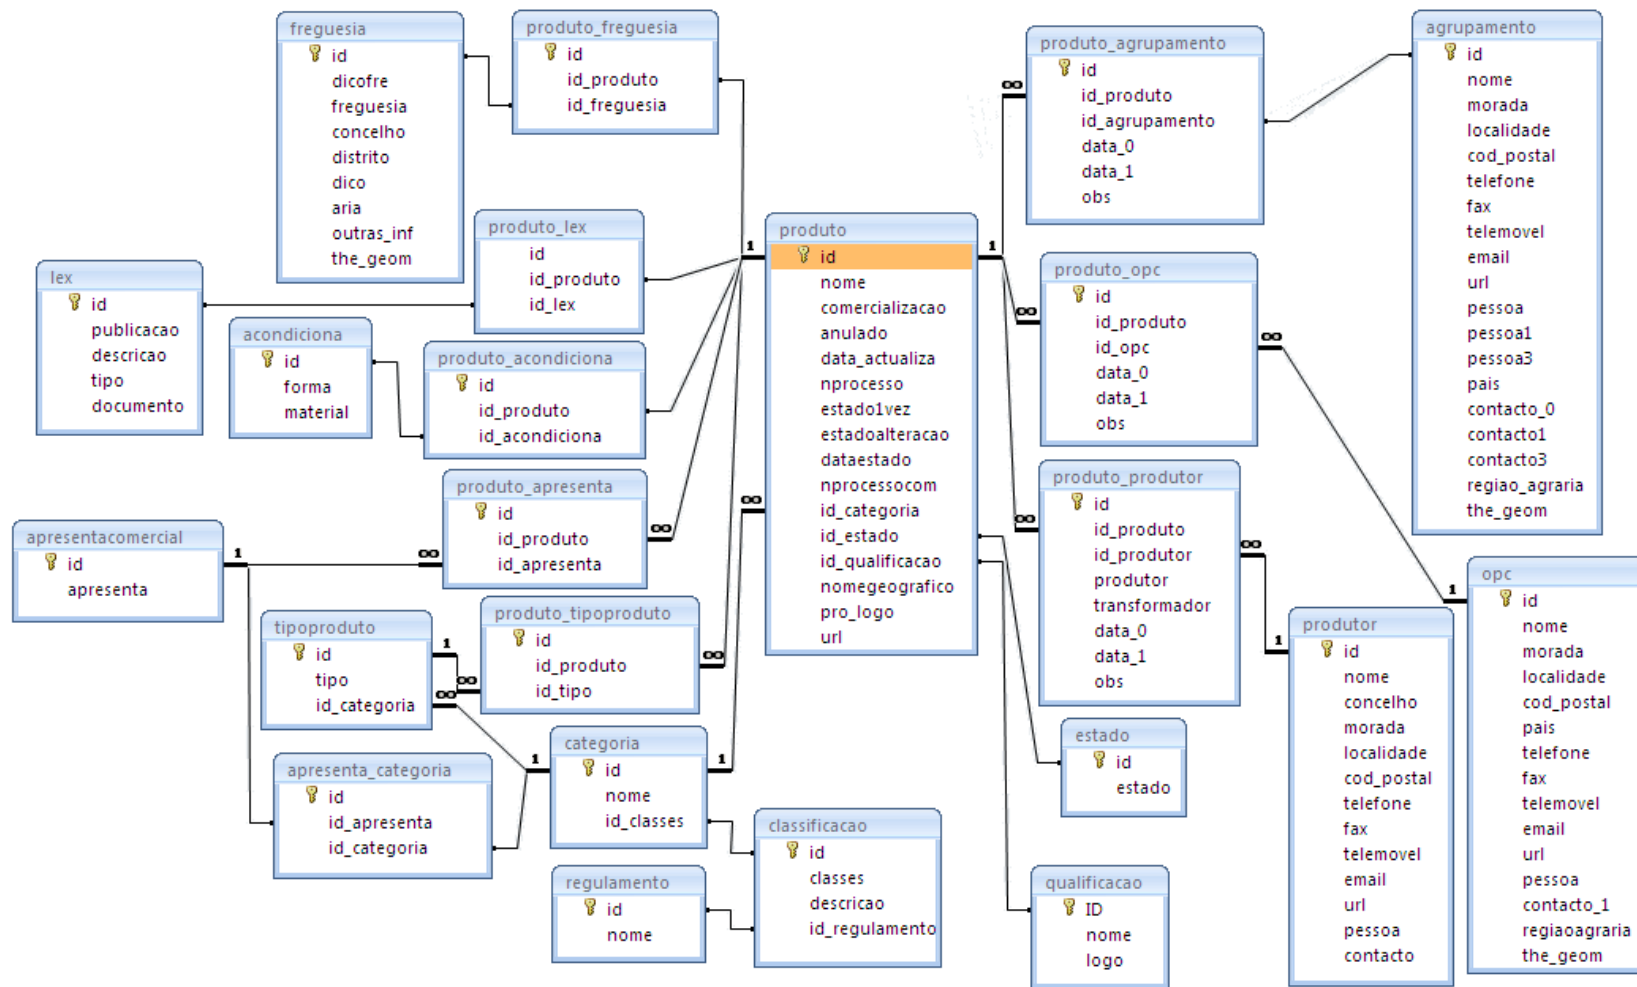 freguesia
id
dicofre
freguesia
concelho
distrito
dico
aria
outras_inf
the_geom
produto_freguesia
id
id_produto
id_freguesia
produto_lex
id
id_produto
id_lex
lex
id
publicacao
descricao
tipo
documento
acondiciona
id
forma
material
produto_acondiciona
id
id_produto
id_acondiciona
produto_apresenta
id
id_produto
id_apresenta
∞
apresentacomercial
id
apresenta
1
∞
tipoproduto
id
tipo
id_categoria
1
∞
∞
produto_tipoproduto
id
id_produto
id_tipo
∞
apresenta_categoria
id
id_apresenta
id_categoria
categoria
id
nome
id_classes
1
1
classificacao
id
classes
descricao
id_regulamento
regulamento
id
nome
produto
id
nome
comercializacao
anulado
data_actualiza
nprocesso
estado1vez
estadoalteracao
dataestado
nprocessocom
id_categoria
id_estado
id_qualificacao
nomegeografico
pro_logo
url
1
1
∞
produto_agrupamento
id
id_produto
id_agrupamento
data_0
data_1
obs
∞
produto_opc
id
id_produto
id_opc
data_0
data_1
obs
∞
∞
produto_produtor
id
id_produto
id_produtor
produtor
transformador
data_0
data_1
obs
∞
∞
estado
id
estado
qualificacao
ID
nome
logo
agrupamento
id
nome
morada
localidade
cod_postal
telefone
fax
telemovel
email
url
pessoa
pessoa1
pessoa3
pais
contacto_0
contacto1
contacto3
regiao_agraria
the_geom
produtor
id
nome
concelho
morada
localidade
cod_postal
telefone
fax
telemovel
email
url
pessoa
contacto
1
opc
id
nome
morada
localidade
cod_postal
pais
telefone
fax
telemovel
email
url
pessoa
contacto_1
regiaoagraria
the_geom
1